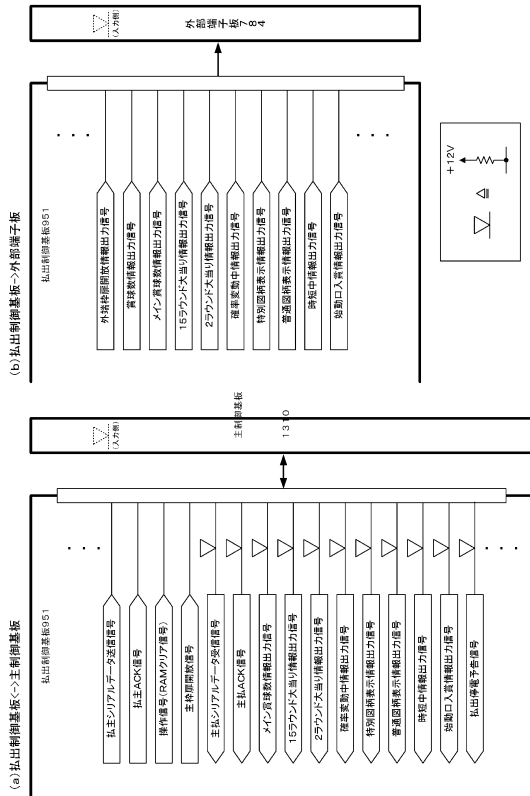 (a)払出制御基板<->主制御基板
払出制御基板951
・・・
払主シリアルデータ送信信号
払主ACK信号
操作信号(RAMクリア信号)
主枠扉開放信号
主払シリアルデータ受信信号
主払ACK信号
メイン賞球数情報出力信号
15ラウンド大当り情報出力信号
2ラウンド大当り情報出力信号
確率変動中情報出力信号
特別図柄表示情報出力信号
普通図柄表示情報出力信号
時短中情報出力信号
始動口入賞情報出力信号
払出停電予告信号
・・・
(入力側)
主制御基板
1310
(b)払出制御基板->外部端子板
払出制御基板951
・・・
外端枠扉開放情報出力信号
賞球数情報出力信号
メイン賞球数情報出力信号
15ラウンド大当り情報出力信号
2ラウンド大当り情報出力信号
確率変動中情報出力信号
特別図柄表示情報出力信号
普通図柄表示情報出力信号
時短中情報出力信号
始動口入賞情報出力信号
・・・
(入力側)
外部端子板784
≙
+12V